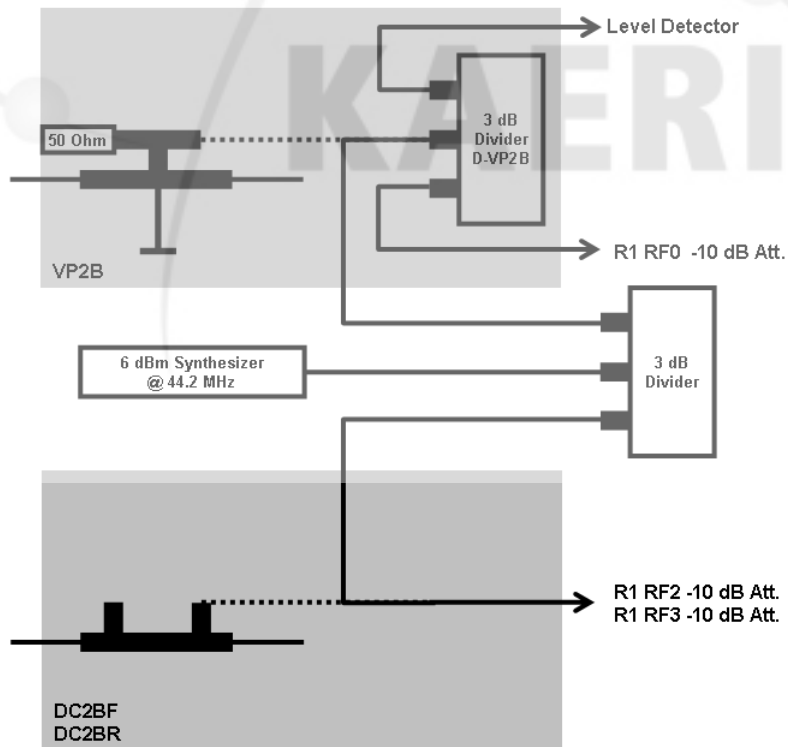 Level Detector
KAERI
3 dB
Divider
D-VP2B
50 Ohm
R1 RF0 -10 dB Att.
VP2B
6 dBm Synthesizer
@ 44.2 MHz
3 dB
Divider
R1 RF2 -10 dB Att.
R1 RF3 -10 dB Att.
DC2BF
DC2BR